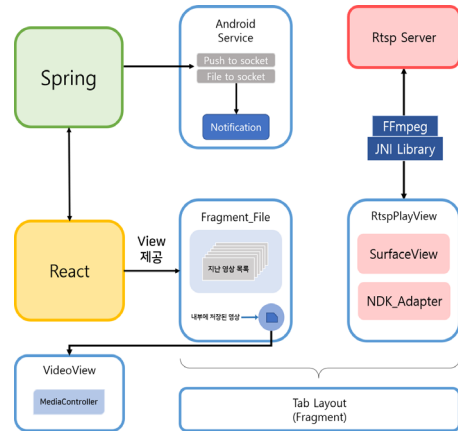 Spring
Android
Service
Push to socket
File to socket
Notification
Rtsp Server
FFmpeg
JNI Library
React
View
제공
Fragment_File
지난 영상 목록
내부에 저장된 영상
RtspPlayView
SurfaceView
NDK_Adapter
VideoView
MediaController
Tab Layout
(Fragment)